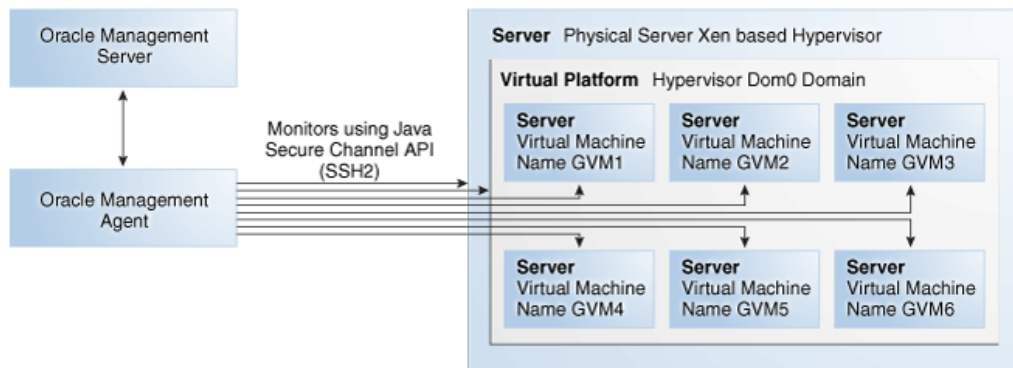 Oracle Management
Server
Oracle Management
Agent
Monitors using Java
Secure Channel API
(SSH2)
Server Physical Server Xen based Hypervisor
Virtual Platform Hypervisor Dom0 Domain
Server
Virtual Machine
Name GVM1
Server
Virtual Machine
Name GVM2
Server
Virtual Machine
Name GVM3
Server
Virtual Machine
Name GVM4
Server
Virtual Machine
Name GVM5
Server
Virtual Machine
Name GVM6